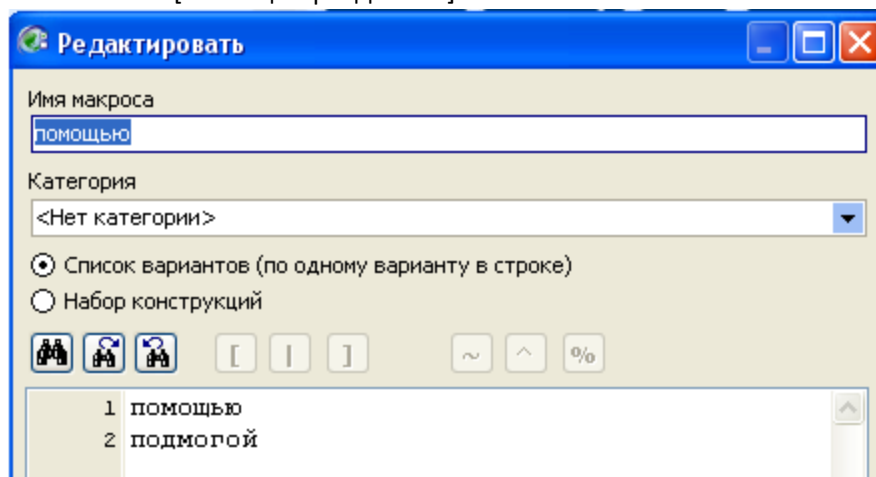 Редактировать
Имя макроса
помощью
Категория
<Нет категории>
Список вариантов (по одному варианту в строке)
Набор конструкций
[ | ] ~ ^ %
1 помощью
2 подмогой